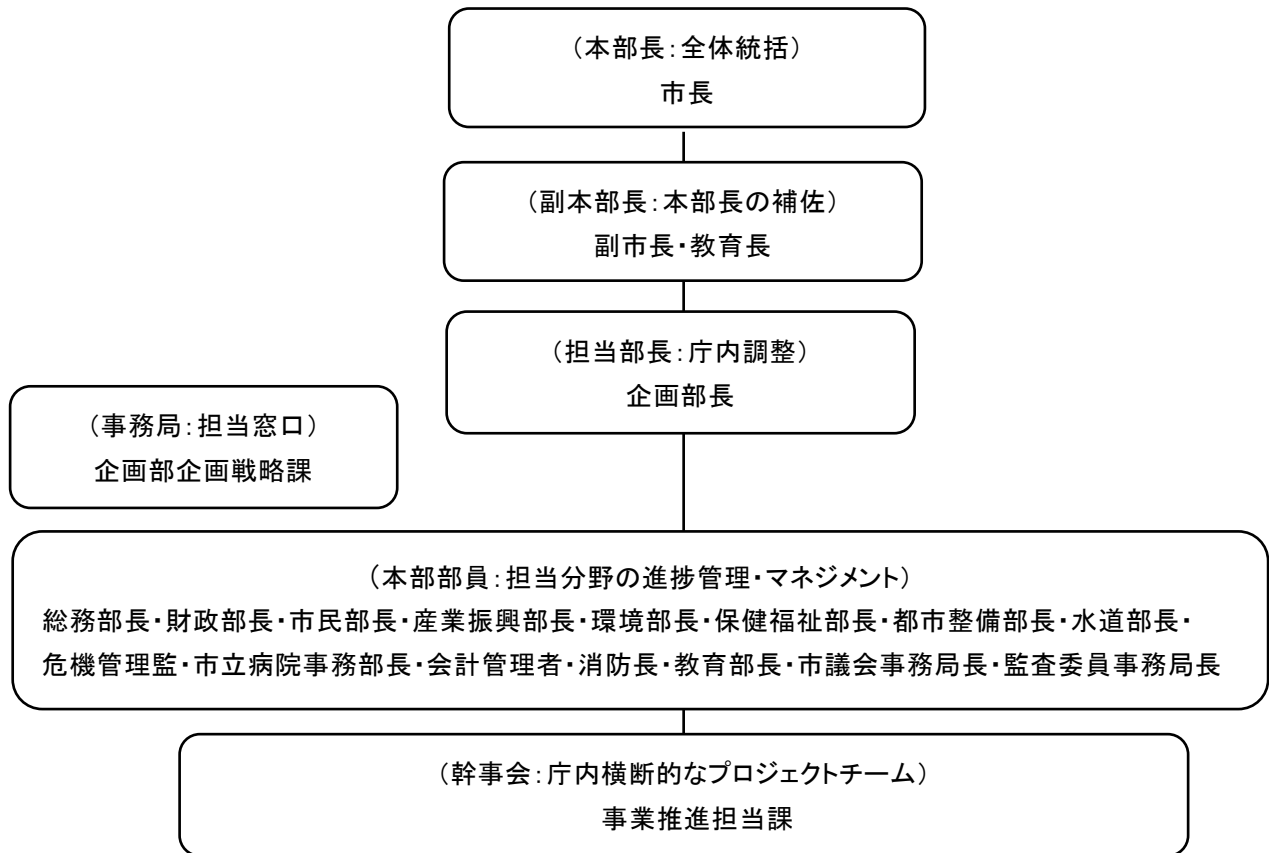 （本部長：全体統括）
市長
（副本部長：本部長の補佐）
副市長・教育長
（担当部長：庁内調整）
企画部長
（事務局：担当窓口）
企画部企画戦略課
（本部部員：担当分野の進捗管理・マネジメント）
総務部長・財政部長・市民部長・産業振興部長・環境部長・保健福祉部長・都市整備部長・水道部長・
危機管理監・市立病院事務部長・会計管理者・消防長・教育部長・市議会事務局長・監査委員事務局長
（幹事会：庁内横断的なプロジェクトチーム）
事業推進担当課